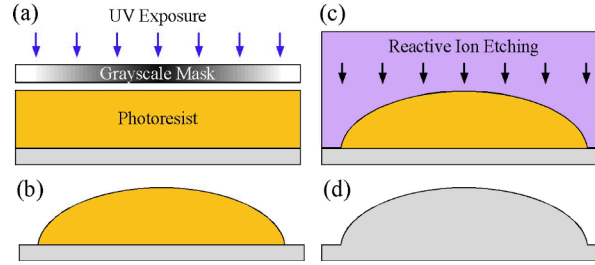 (a)
UV Exposure
Grayscale Mask
Photoresist
(b)
(c)
Reactive Ion Etching
(d)